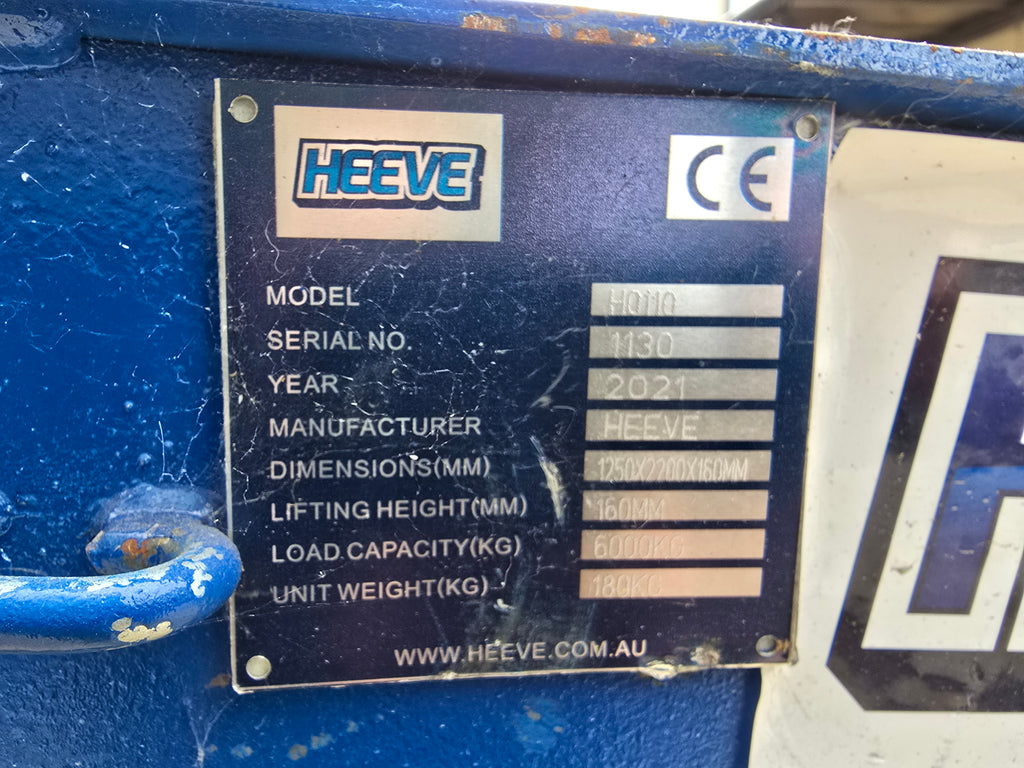 HEEVE
CE
MODEL HQ110
SERIAL NO. 1130
YEAR 2021
MANUFACTURER HEEVE
DIMENSIONS(MM) 1250X2200X160MM
LIFTING HEIGHT(MM) 160MM
LOAD CAPACITY(KG) 6000KG
UNIT WEIGHT(KG) 180KG
WWW.HEEVE.COM.AU